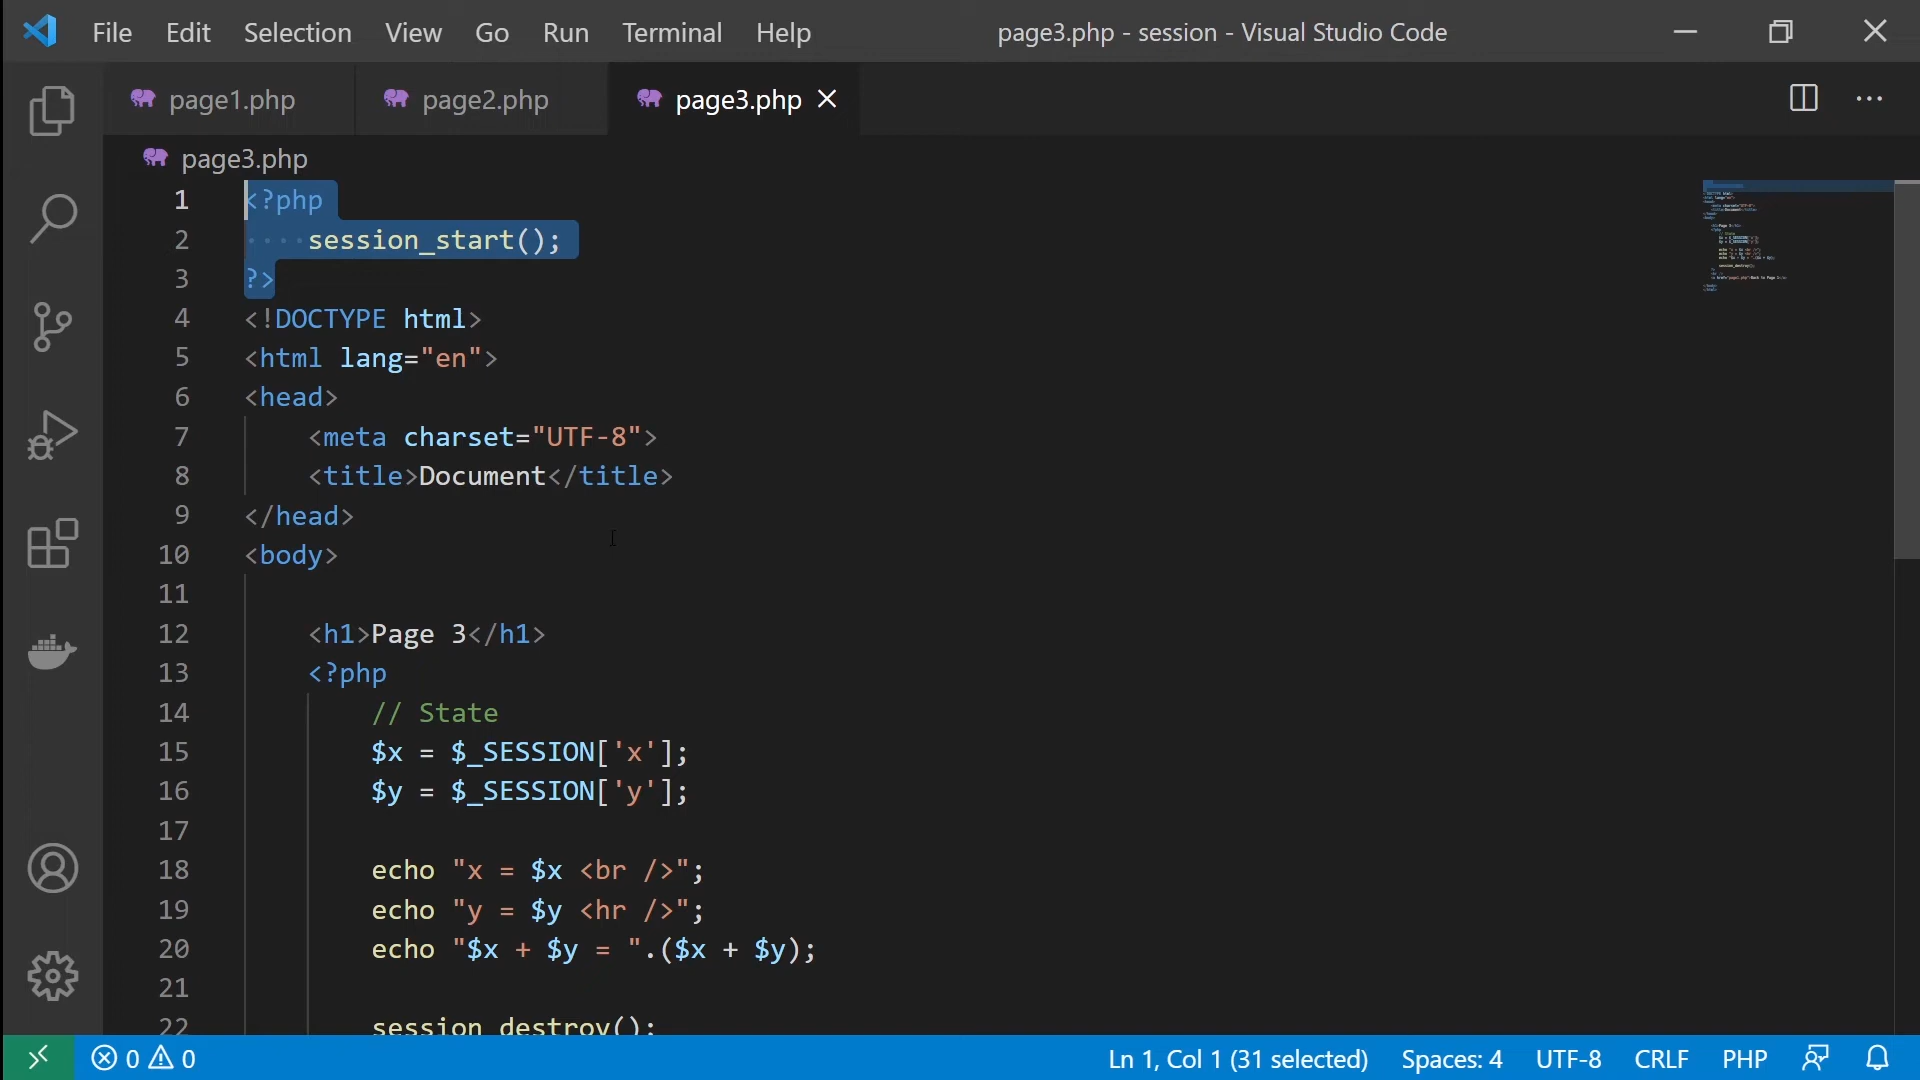 File Edit Selection View Go Run Terminal Help page3.php - session - Visual Studio Code
page1.php page2.php page3.php
page3.php
1 <?php
2 ····session_start();
3 ?>
4 <!DOCTYPE html>
5 <html lang="en">
6 <head>
7 <meta charset="UTF-8">
8 <title>Document</title>
9 </head>
10 <body>
11
12 <h1>Page 3</h1>
13 <?php
14 // State
15 $x = $_SESSION['x'];
16 $y = $_SESSION['y'];
17
18 echo "x = $x <br />";
19 echo "y = $y <hr />";
20 echo "$x + $y = ".($x + $y);
21
22 session_destroy();
0 0 Ln 1, Col 1 (31 selected) Spaces: 4 UTF-8 CRLF PHP